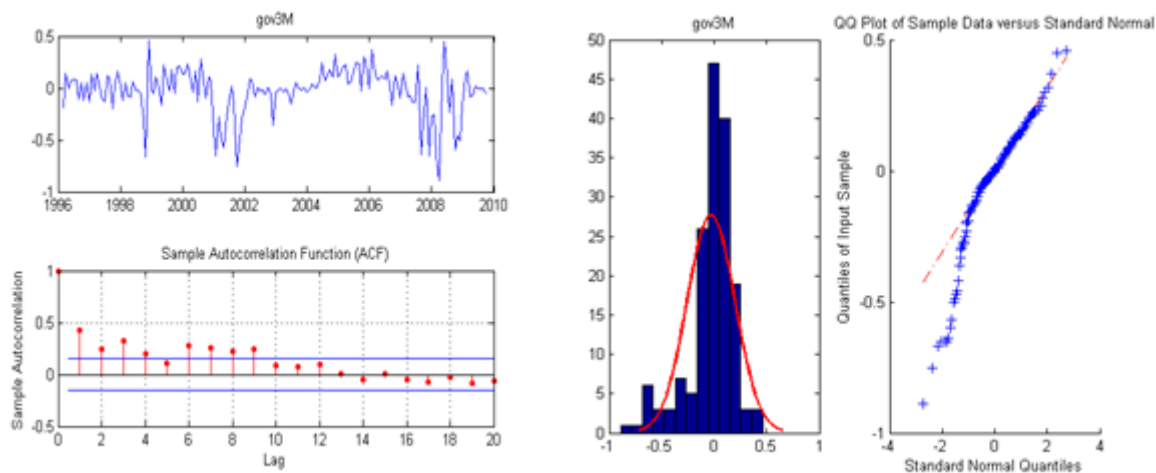 gov3M
0.5
0
-0.5
-1
1996 1998 2000 2002 2004 2006 2008 2010
Sample Autocorrelation Function (ACF)
Sample Autocorrelation
1
0.5
0
-0.5
0 2 4 6 8 10 12 14 16 18 20
Lag
gov3M
50
45
40
35
30
25
20
15
10
5
0
-1 -0.5 0 0.5 1
QQ Plot of Sample Data versus Standard Normal
Quantiles of Input Sample
0.5
0
-0.5
-1
-4 -2 0 2 4
Standard Normal Quantiles